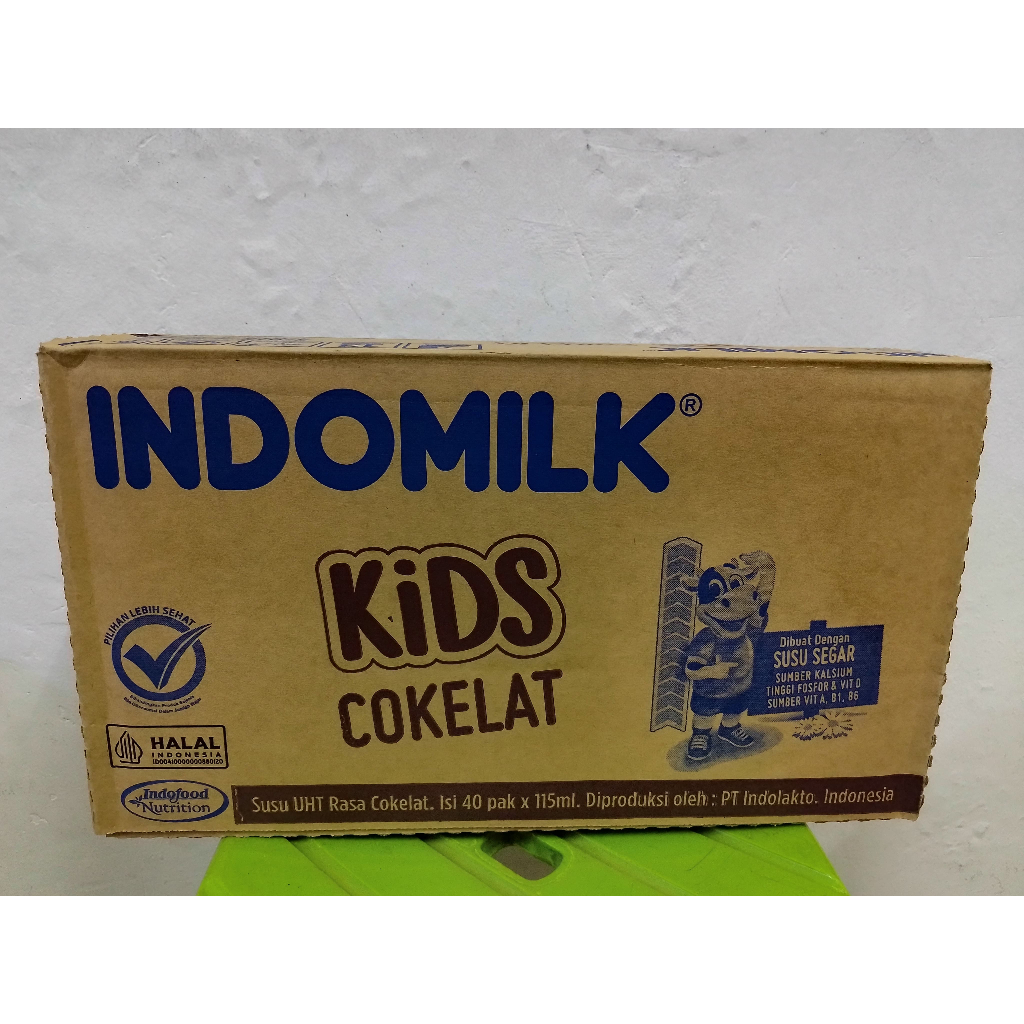 INDOMILK®
KiDS
COKELAT
PILIHAN LEBIH SEHAT
Dibuat Dengan
SUSU SEGAR
SUMBER KALSIUM
TINGGI FOSFOR & VIT D
SUMBER VIT A, B1, B6
HALAL
INDONESIA
Indofood
Nutrition
Susu UHT Rasa Cokelat. Isi 40 pak x 115ml. Diproduksi oleh : PT Indolakto. Indonesia